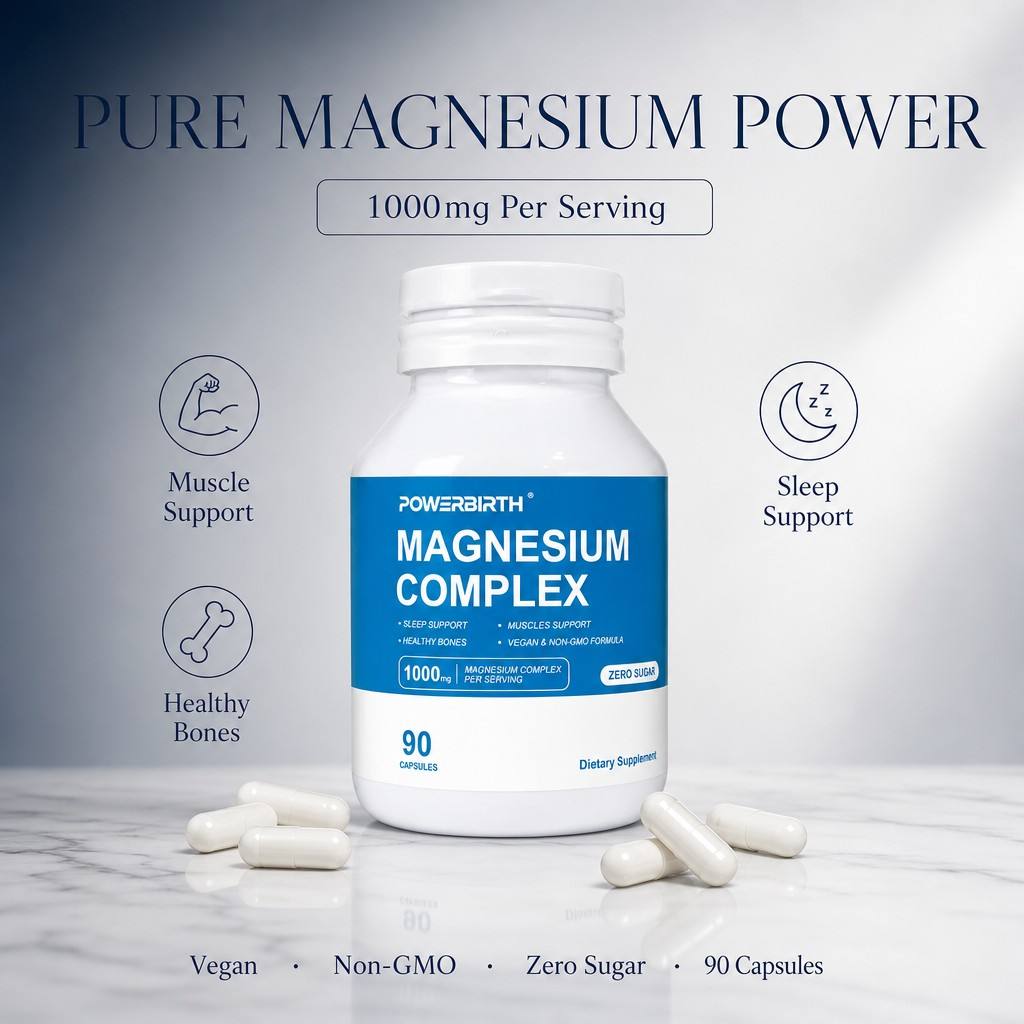 PURE MAGNESIUM POWER
1000mg Per Serving
Muscle
Support
Sleep
Support
Healthy
Bones
POWERBIRTH®
MAGNESIUM
COMPLEX
• SLEEP SUPPORT • MUSCLES SUPPORT
• HEALTHY BONES • VEGAN & NON-GMO FORMULA
1000mg
MAGNESIUM COMPLEX
PER SERVING
ZERO SUGAR
90
CAPSULES
Dietary Supplement
Vegan • Non-GMO • Zero Sugar • 90 Capsules